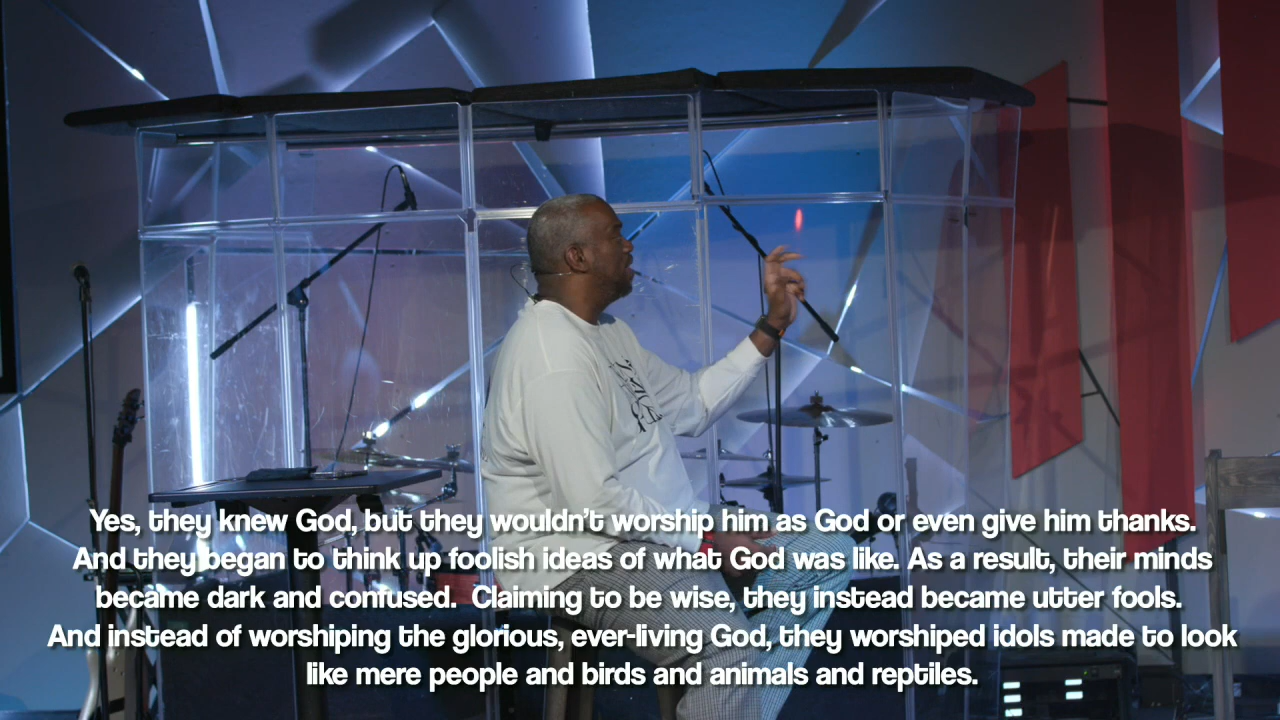 Yes, they knew God, but they wouldn't worship him as God or even give him thanks.
And they began to think up foolish ideas of what God was like. As a result, their minds
became dark and confused.  Claiming to be wise, they instead became utter fools.
And instead of worshiping the glorious, ever-living God, they worshiped idols made to look
like mere people and birds and animals and reptiles.